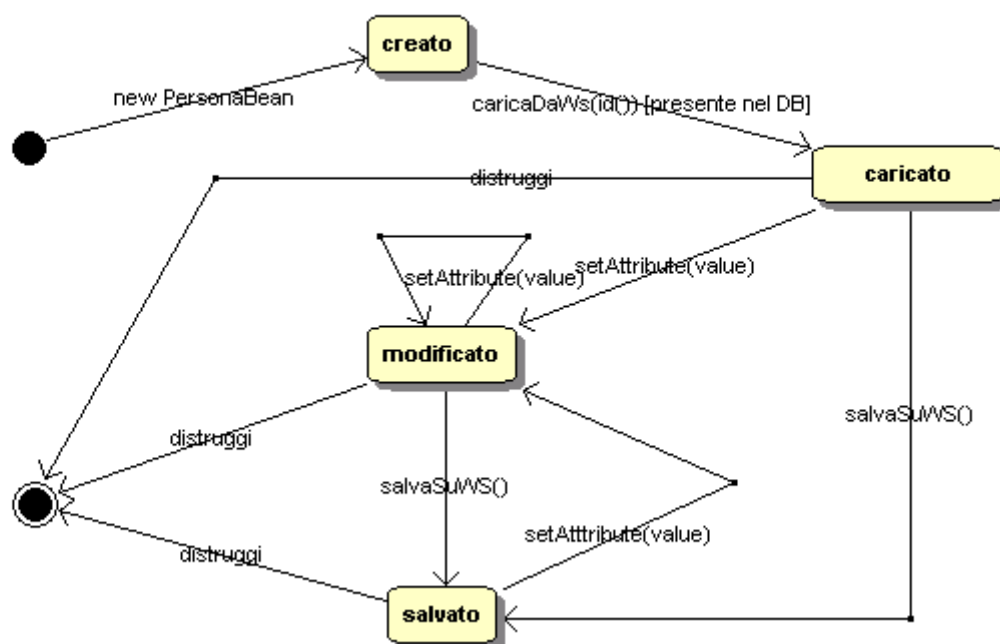 creato
new PersonaBean
caricaDaWs(id()) [presente nel DB]
caricato
distruggi
setAttribute(value)
setAttribute(value)
modificato
salvaSuWS()
distruggi
salvaSuWS()
setAtttribute(value)
distruggi
salvato